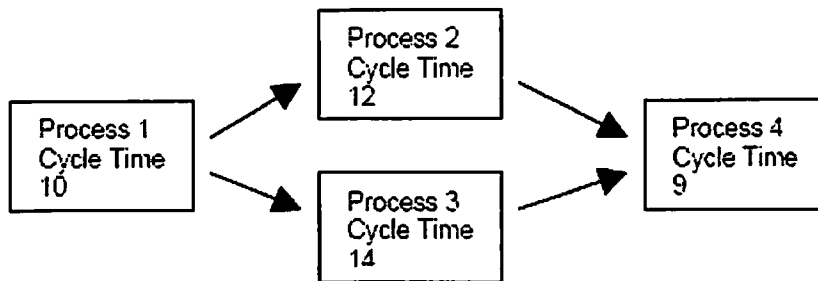 Process 1
Cycle Time
10
Process 2
Cycle Time
12
Process 3
Cycle Time
14
Process 4
Cycle Time
9